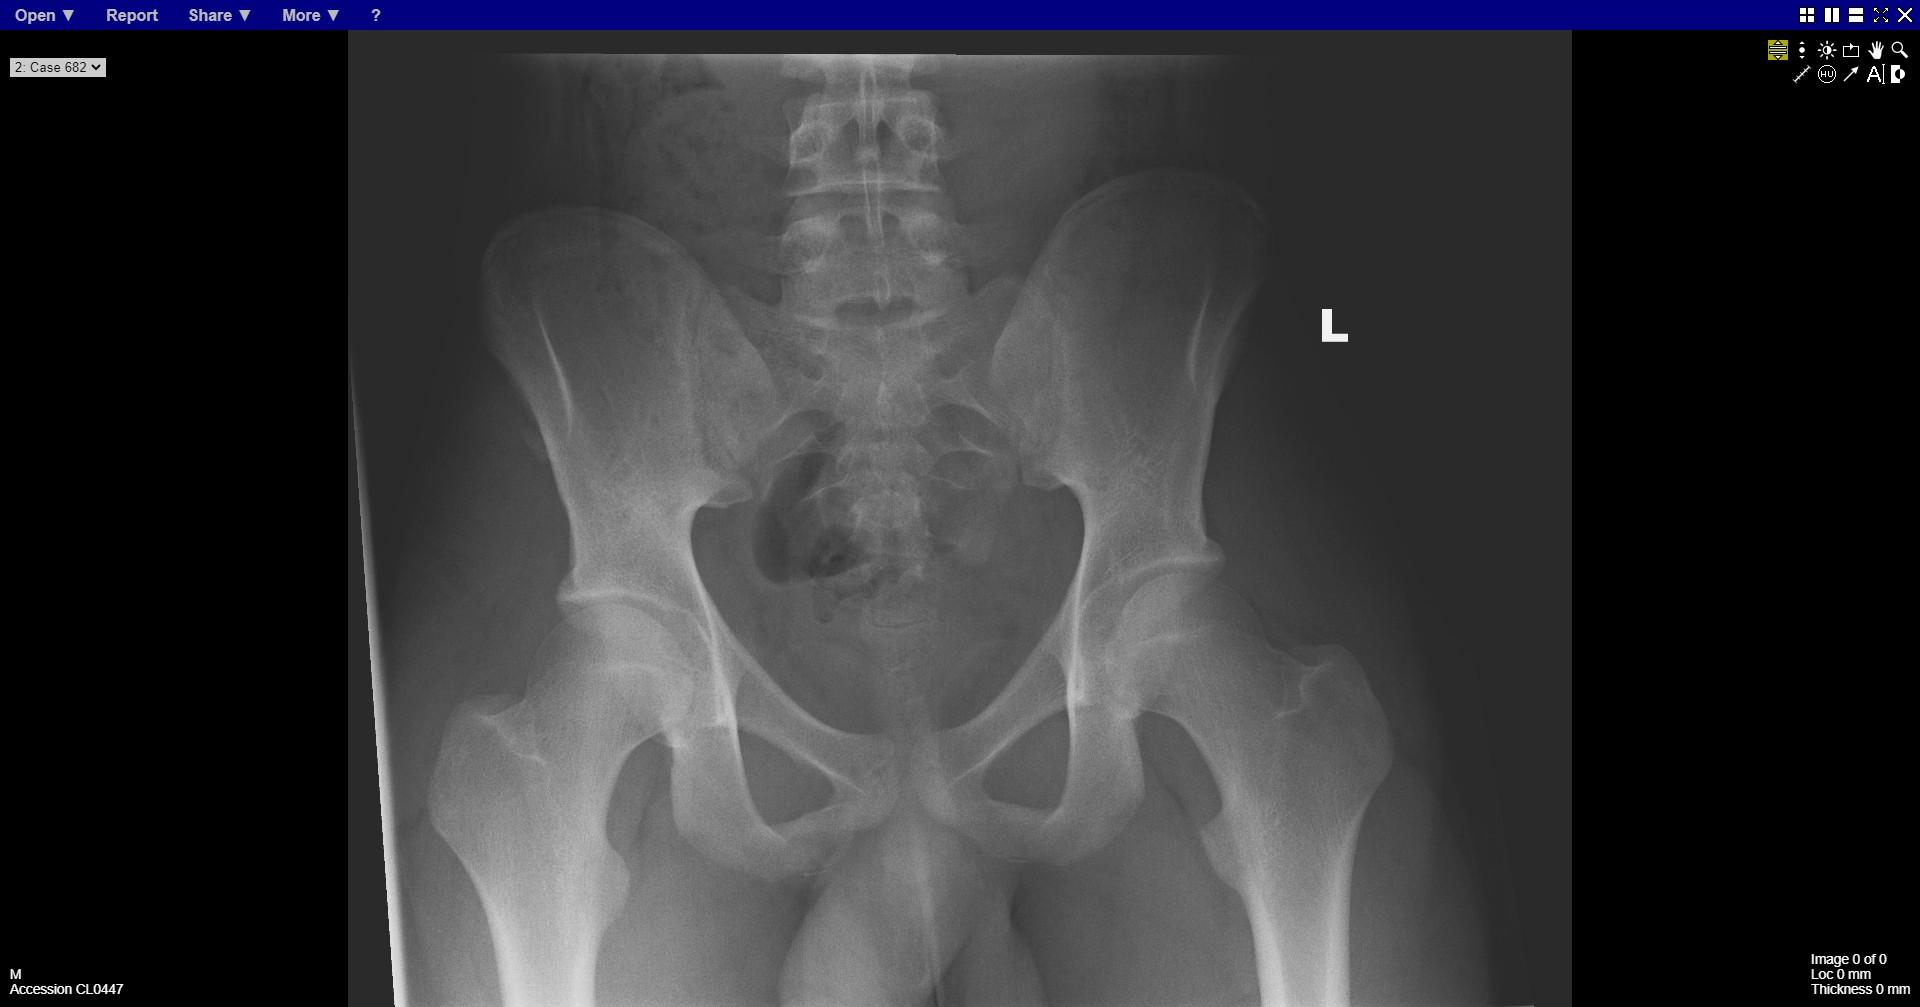 Open ▼ Report Share ▼ More ▼ ?
2: Case 682
HU
A
L
M
Accession CL0447
Image 0 of 0
Loc 0 mm
Thickness 0 mm